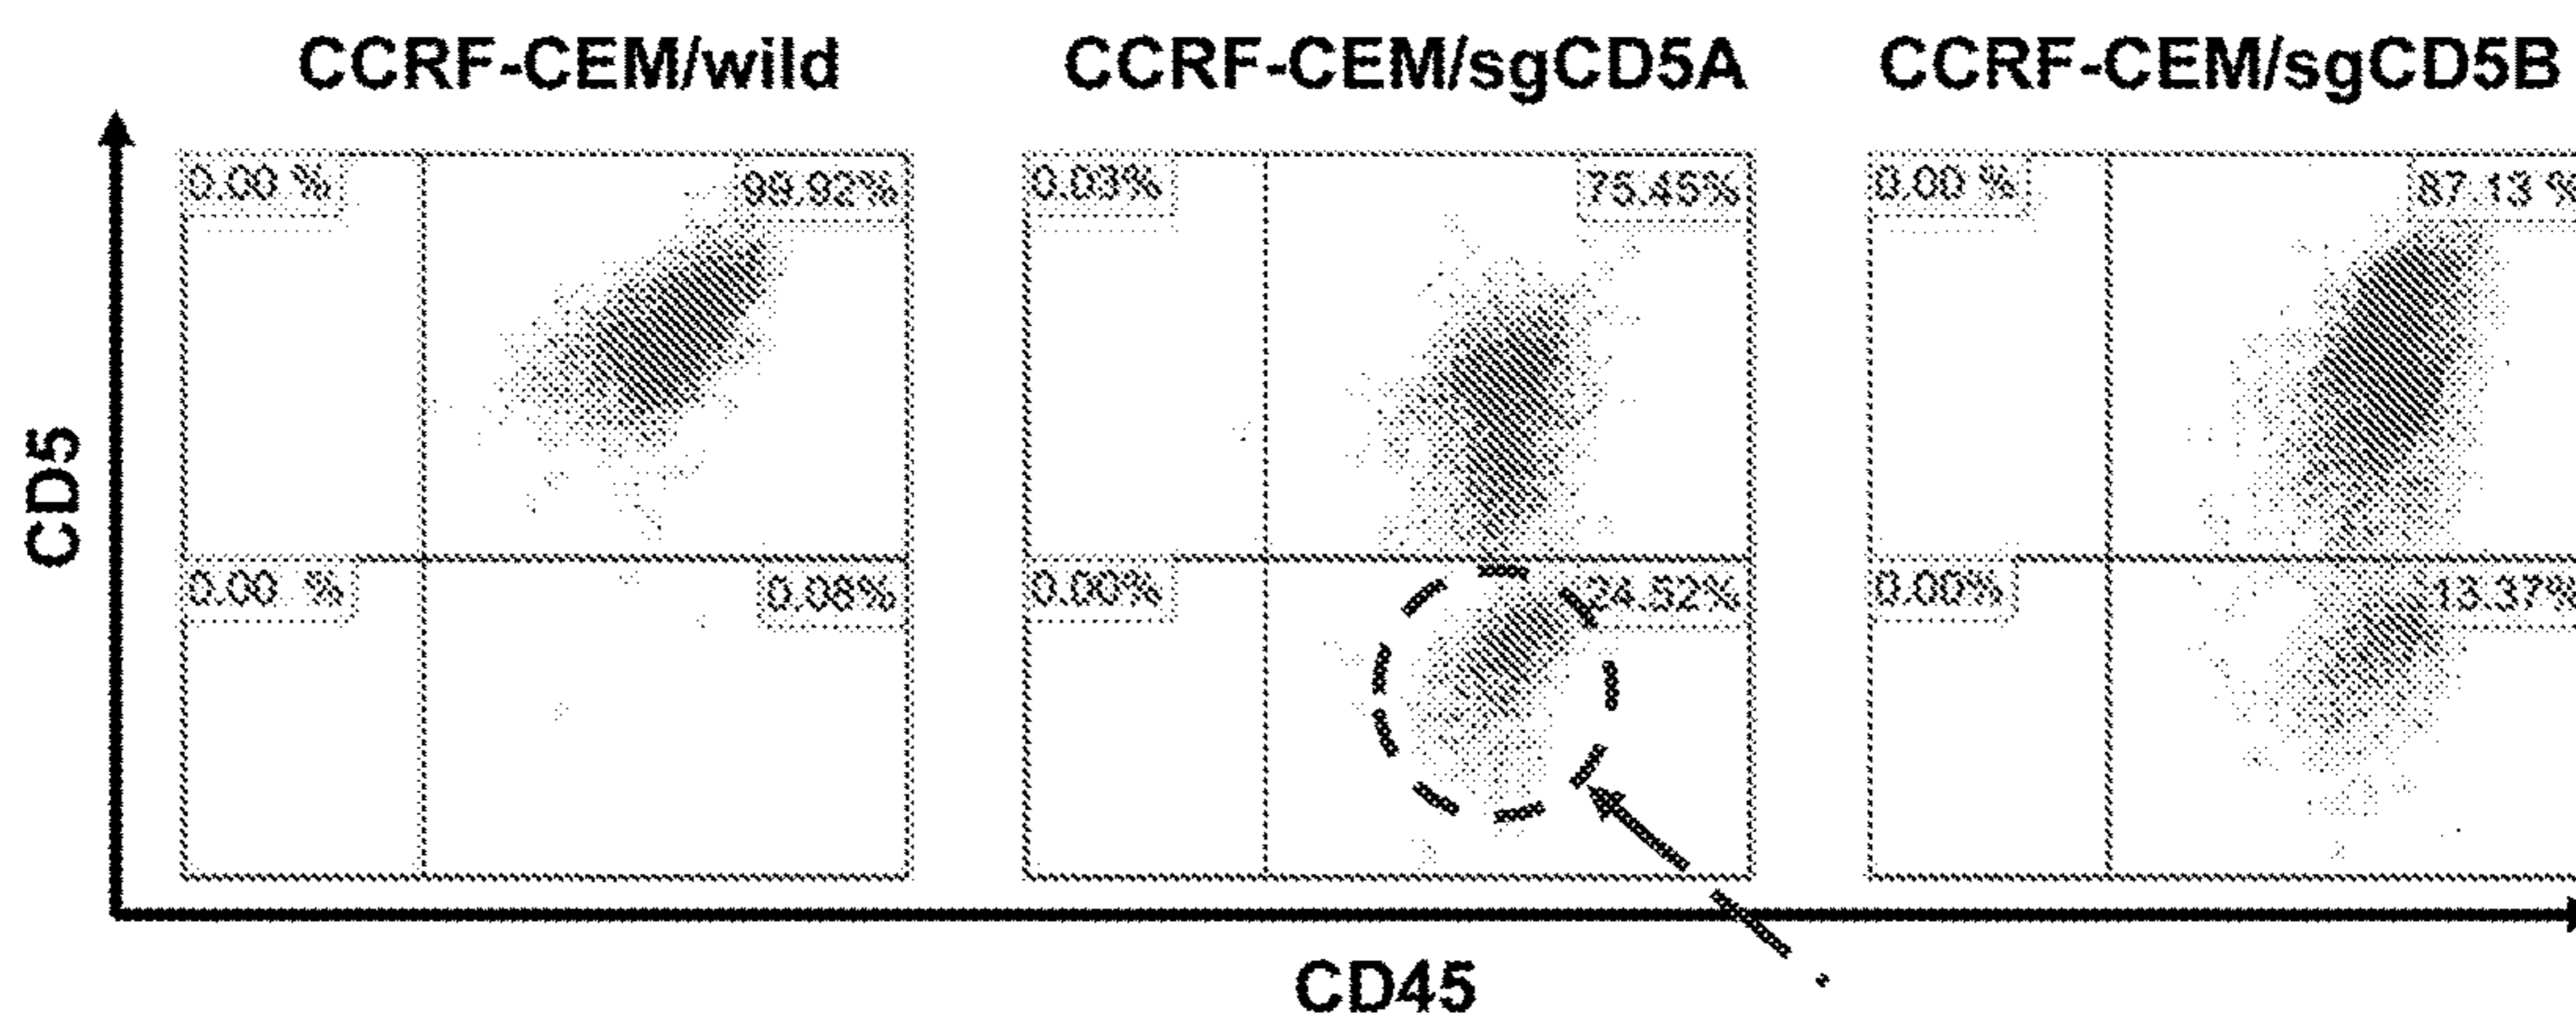 CCRF-CEM/wild
CCRF-CEM/sgCD5A
CCRF-CEM/sgCD5B
CD5
0.00 %
99.92%
0.03%
75.45%
0.00 %
87.13 %
0.00 %
0.08%
0.00%
24.52%
0.00%
13.37%
CD45